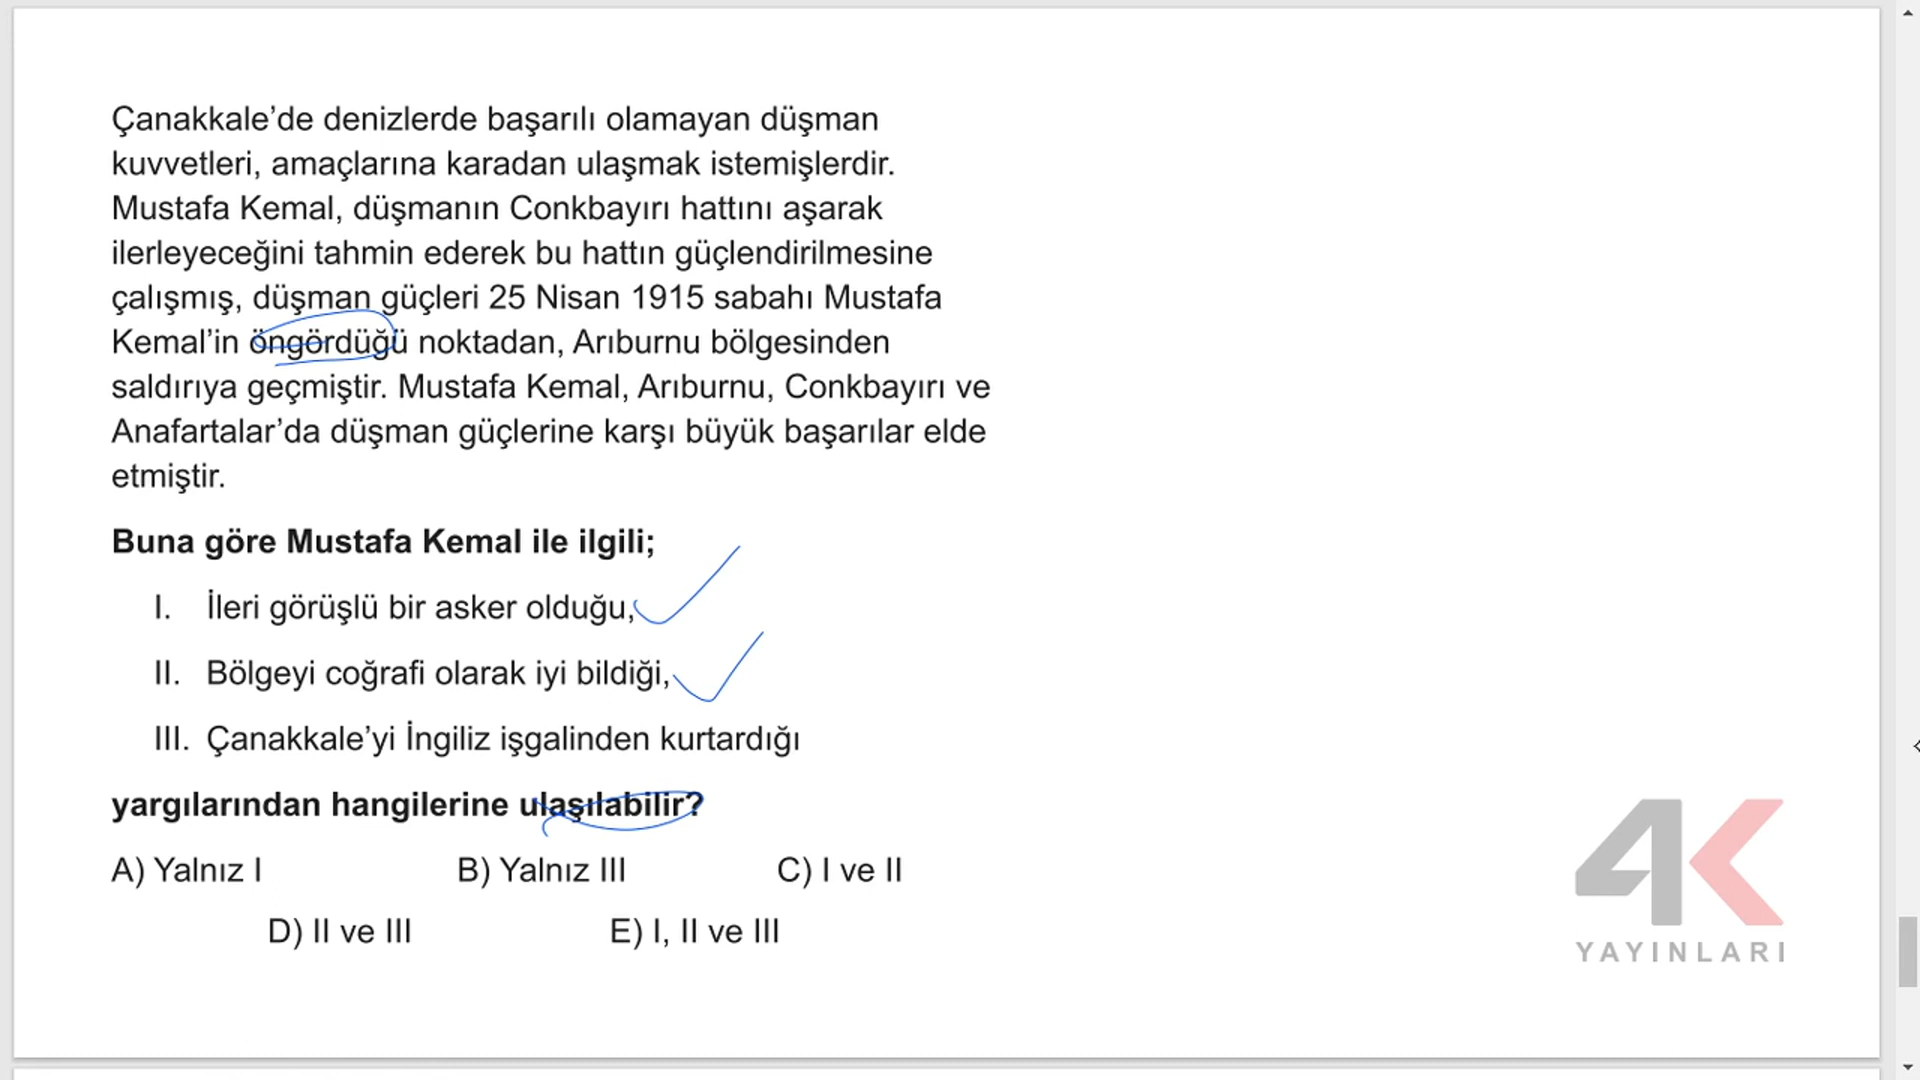 Çanakkale’de denizlerde başarılı olamayan düşman
kuvvetleri, amaçlarına karadan ulaşmak istemişlerdir.
Mustafa Kemal, düşmanın Conkbayırı hattını aşarak
ilerleyeceğini tahmin ederek bu hattın güçlendirilmesine
çalışmış, düşman güçleri 25 Nisan 1915 sabahı Mustafa
Kemal’in öngördüğü noktadan, Arıburnu bölgesinden
saldırıya geçmiştir. Mustafa Kemal, Arıburnu, Conkbayırı ve
Anafartalar’da düşman güçlerine karşı büyük başarılar elde
etmiştir.
Buna göre Mustafa Kemal ile ilgili;
I. İleri görüşlü bir asker olduğu,
II. Bölgeyi coğrafi olarak iyi bildiği,
III. Çanakkale’yi İngiliz işgalinden kurtardığı
yargılarından hangilerine ulaşılabilir?
A) Yalnız I B) Yalnız III C) I ve II
D) II ve III E) I, II ve III
4K
YAYINLARI